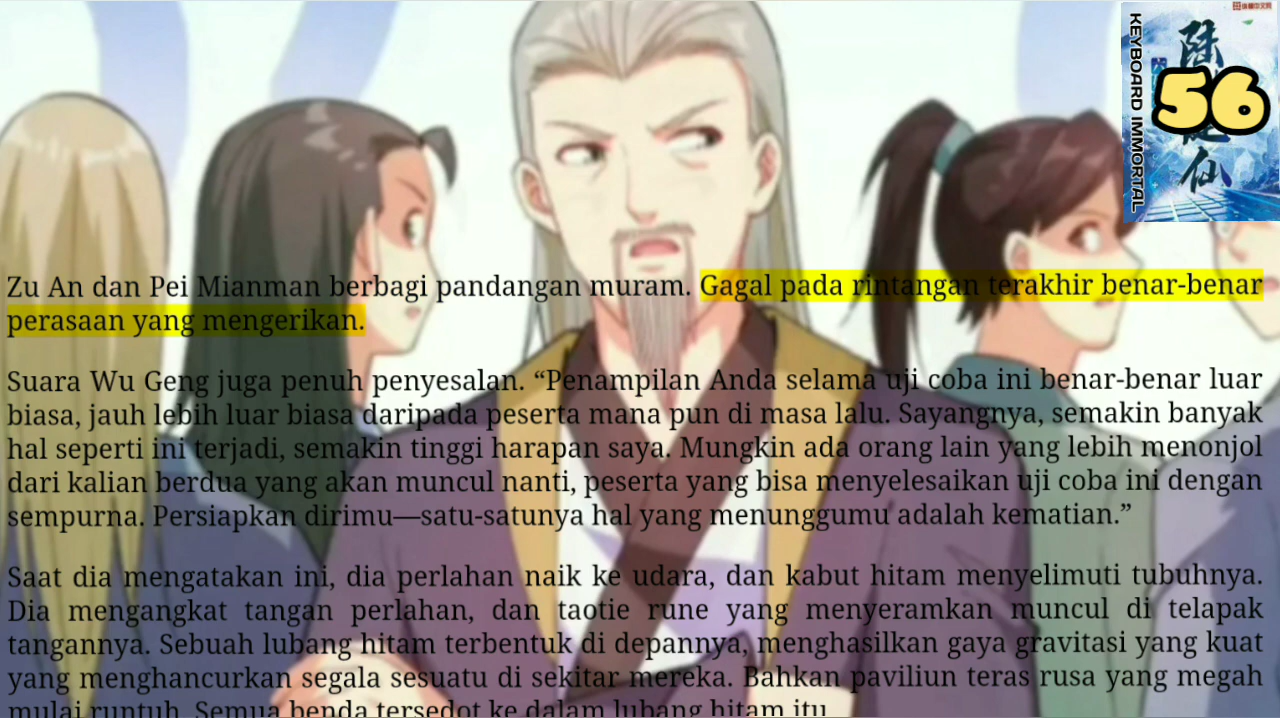 KEYBOARD IMMORTAL
56
Zu An dan Pei Mianman berbagi pandangan muram. Gagal pada rintangan terakhir benar-benar
perasaan yang mengerikan.
Suara Wu Geng juga penuh penyesalan. “Penampilan Anda selama uji coba ini benar-benar luar
biasa, jauh lebih luar biasa daripada peserta mana pun di masa lalu. Sayangnya, semakin banyak
hal seperti ini terjadi, semakin tinggi harapan saya. Mungkin ada orang lain yang lebih menonjol
dari kalian berdua yang akan muncul nanti, peserta yang bisa menyelesaikan uji coba ini dengan
sempurna. Persiapkan dirimu—satu-satunya hal yang menunggumu adalah kematian.”
Saat dia mengatakan ini, dia perlahan naik ke udara, dan kabut hitam menyelimuti tubuhnya.
Dia mengangkat tangan perlahan, dan taotie rune yang menyeramkan muncul di telapak
tangannya. Sebuah lubang hitam terbentuk di depannya, menghasilkan gaya gravitasi yang kuat
yang menghancurkan segala sesuatu di sekitar mereka. Bahkan paviliun teras rusa yang megah
mulai runtuh. Semua benda tersedot ke dalam lubang hitam itu.